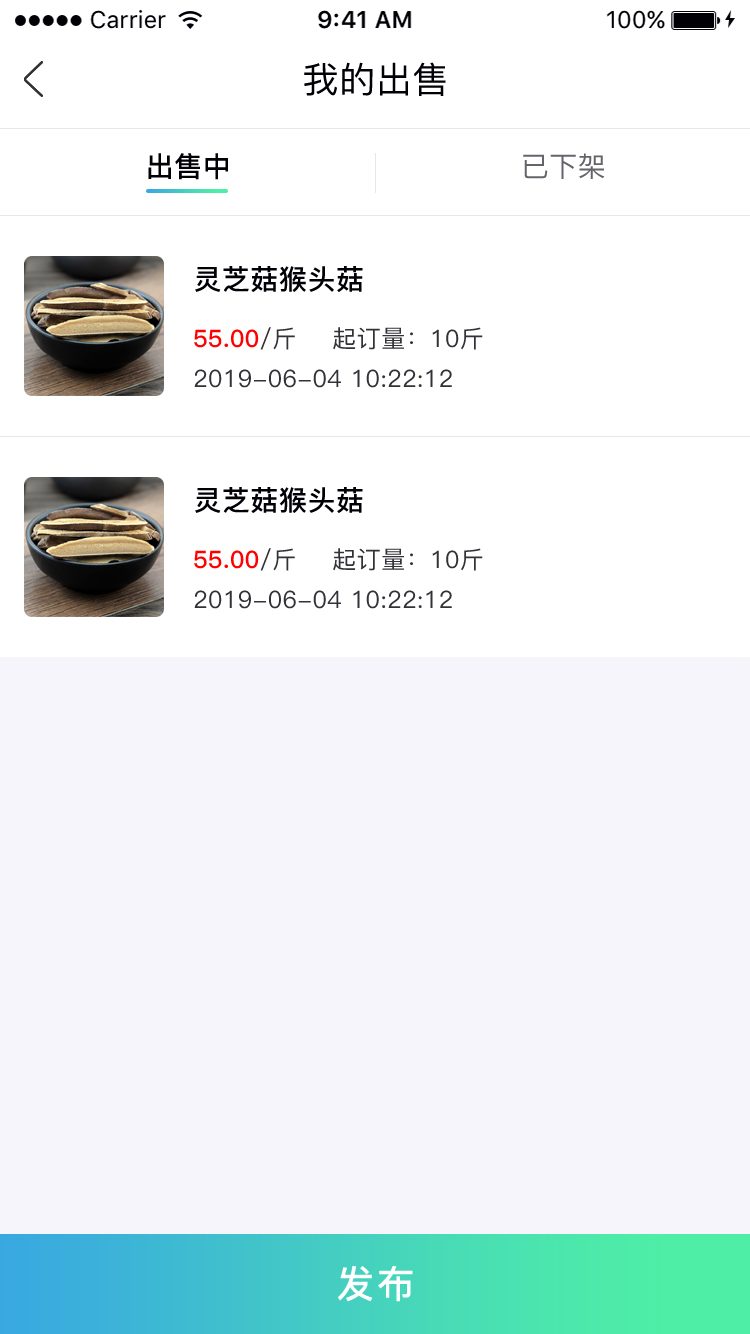 Carrier 9:41 AM 100%
我的出售
出售中 已下架
灵芝菇猴头菇
55.00/斤 起订量：10斤
2019-06-04 10:22:12
灵芝菇猴头菇
55.00/斤 起订量：10斤
2019-06-04 10:22:12
发布